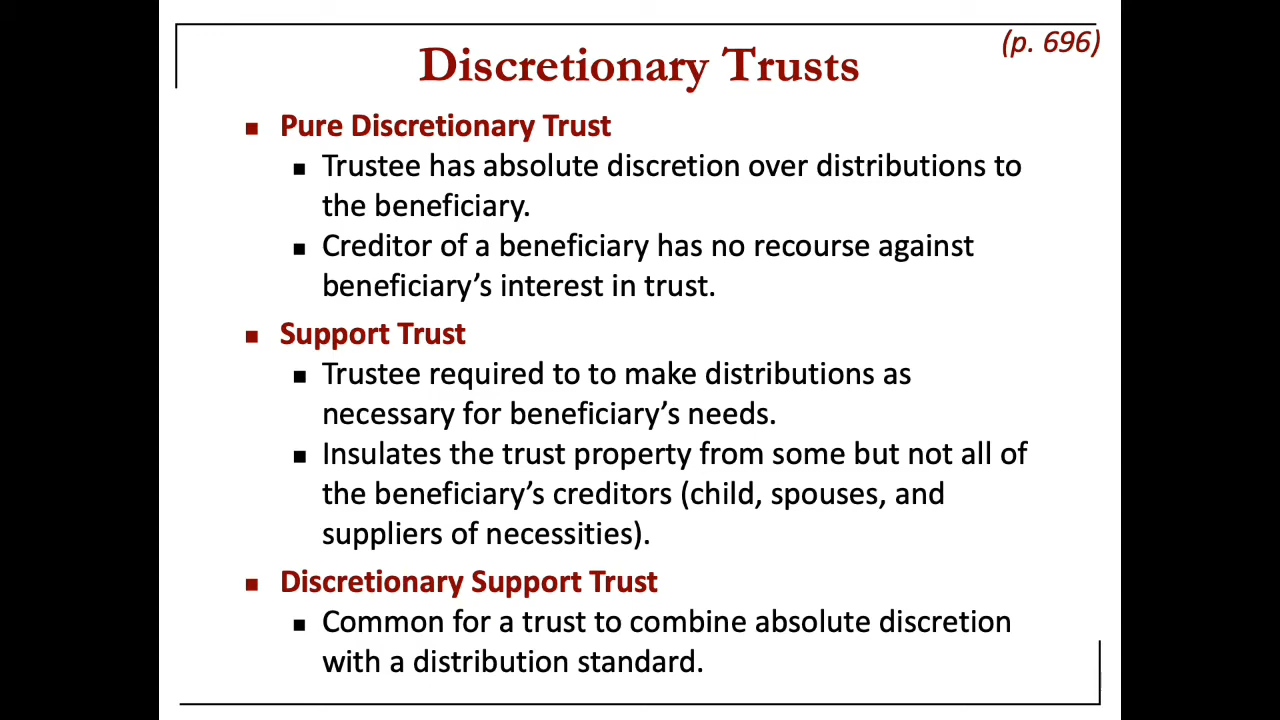 (p. 696)
Discretionary Trusts
Pure Discretionary Trust
Trustee has absolute discretion over distributions to
the beneficiary.
Creditor of a beneficiary has no recourse against
beneficiary’s interest in trust.
Support Trust
Trustee required to to make distributions as
necessary for beneficiary’s needs.
Insulates the trust property from some but not all of
the beneficiary’s creditors (child, spouses, and
suppliers of necessities).
Discretionary Support Trust
Common for a trust to combine absolute discretion
with a distribution standard.